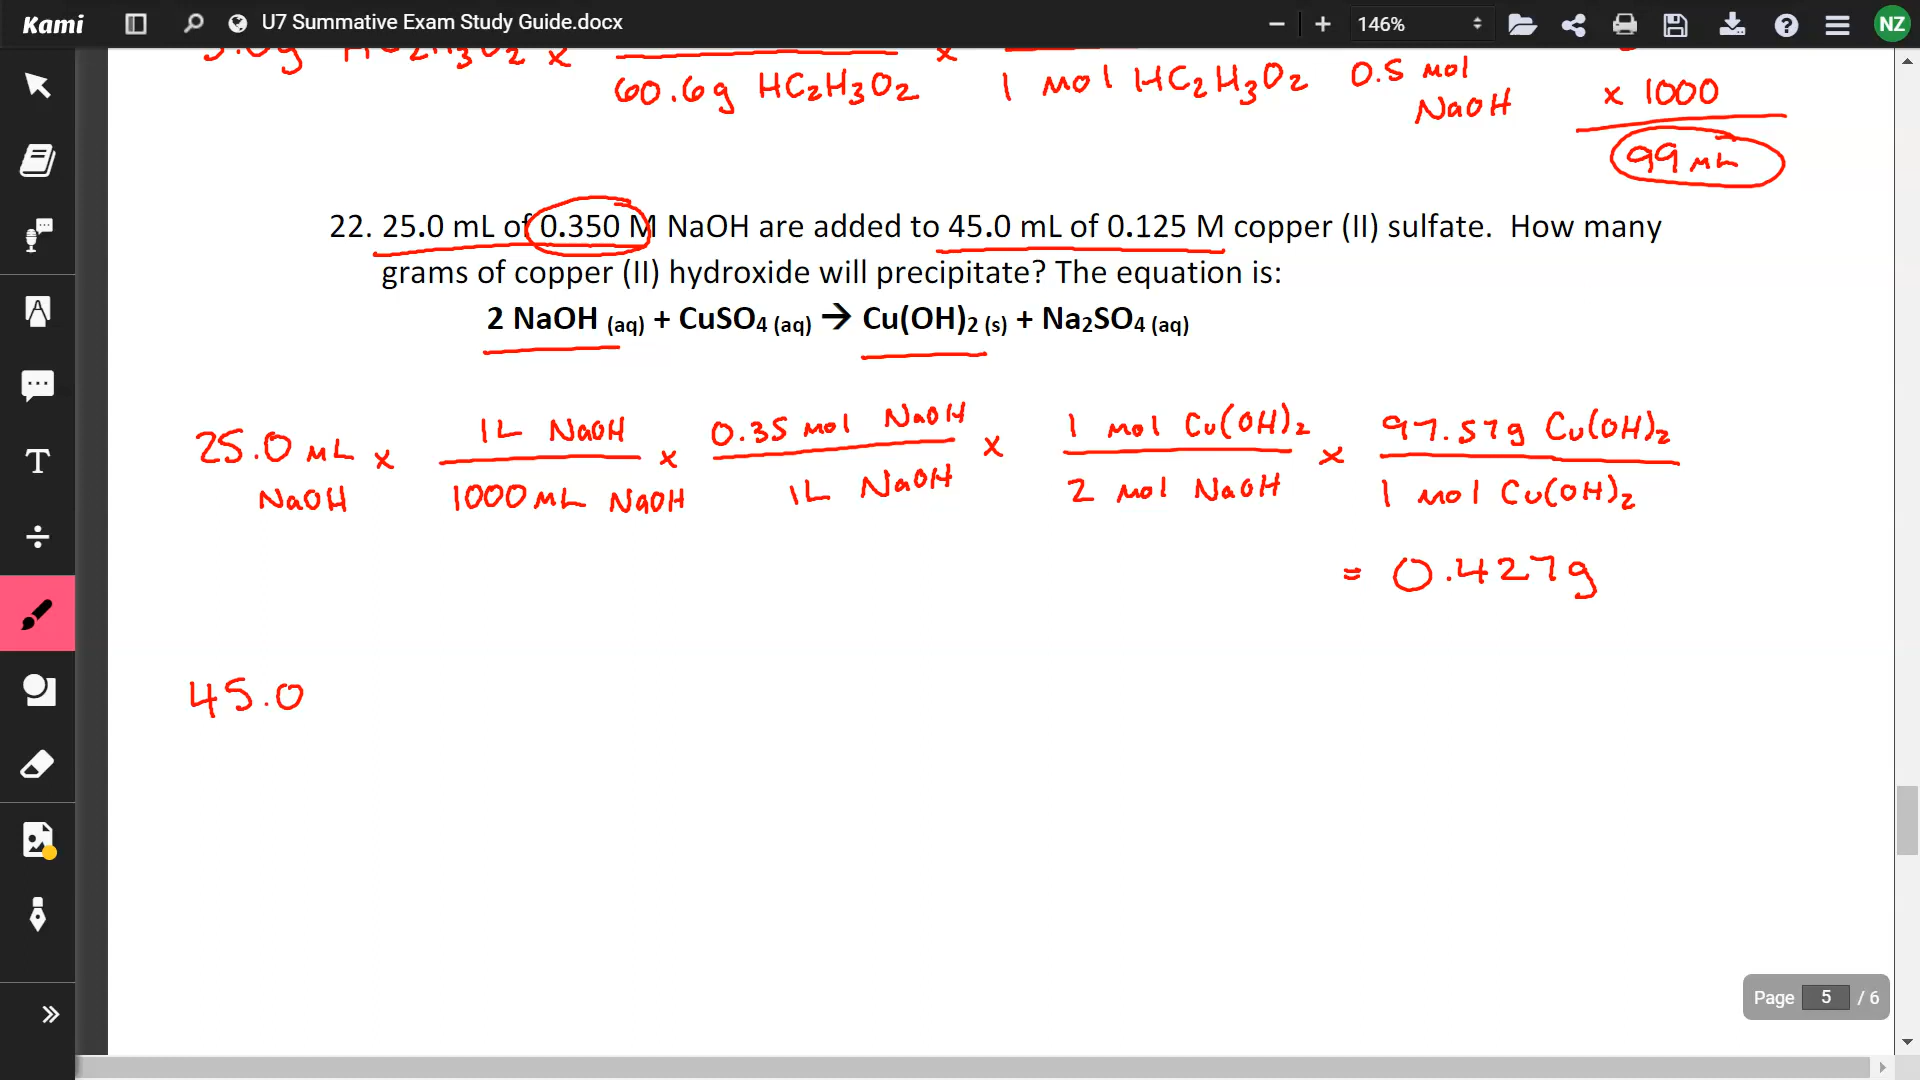 Kami
U7 Summative Exam Study Guide.docx
146%
NZ
HC2H3O2 x
x
60.6g HC2H3O2
1 mol HC2H3O2
0.5 mol
NaOH
x 1000
99 mL
22. 25.0 mL of 0.350 M NaOH are added to 45.0 mL of 0.125 M copper (II) sulfate. How many
grams of copper (II) hydroxide will precipitate? The equation is:
2 NaOH (aq) + CuSO4 (aq) → Cu(OH)2 (s) + Na2SO4 (aq)
25.0 mL NaOH x 1L NaOH / 1000 mL NaOH x 0.35 mol NaOH / 1L NaOH x 1 mol Cu(OH)2 / 2 mol NaOH x 97.57g Cu(OH)2 / 1 mol Cu(OH)2
= 0.427g
45.0
Page 5 / 6